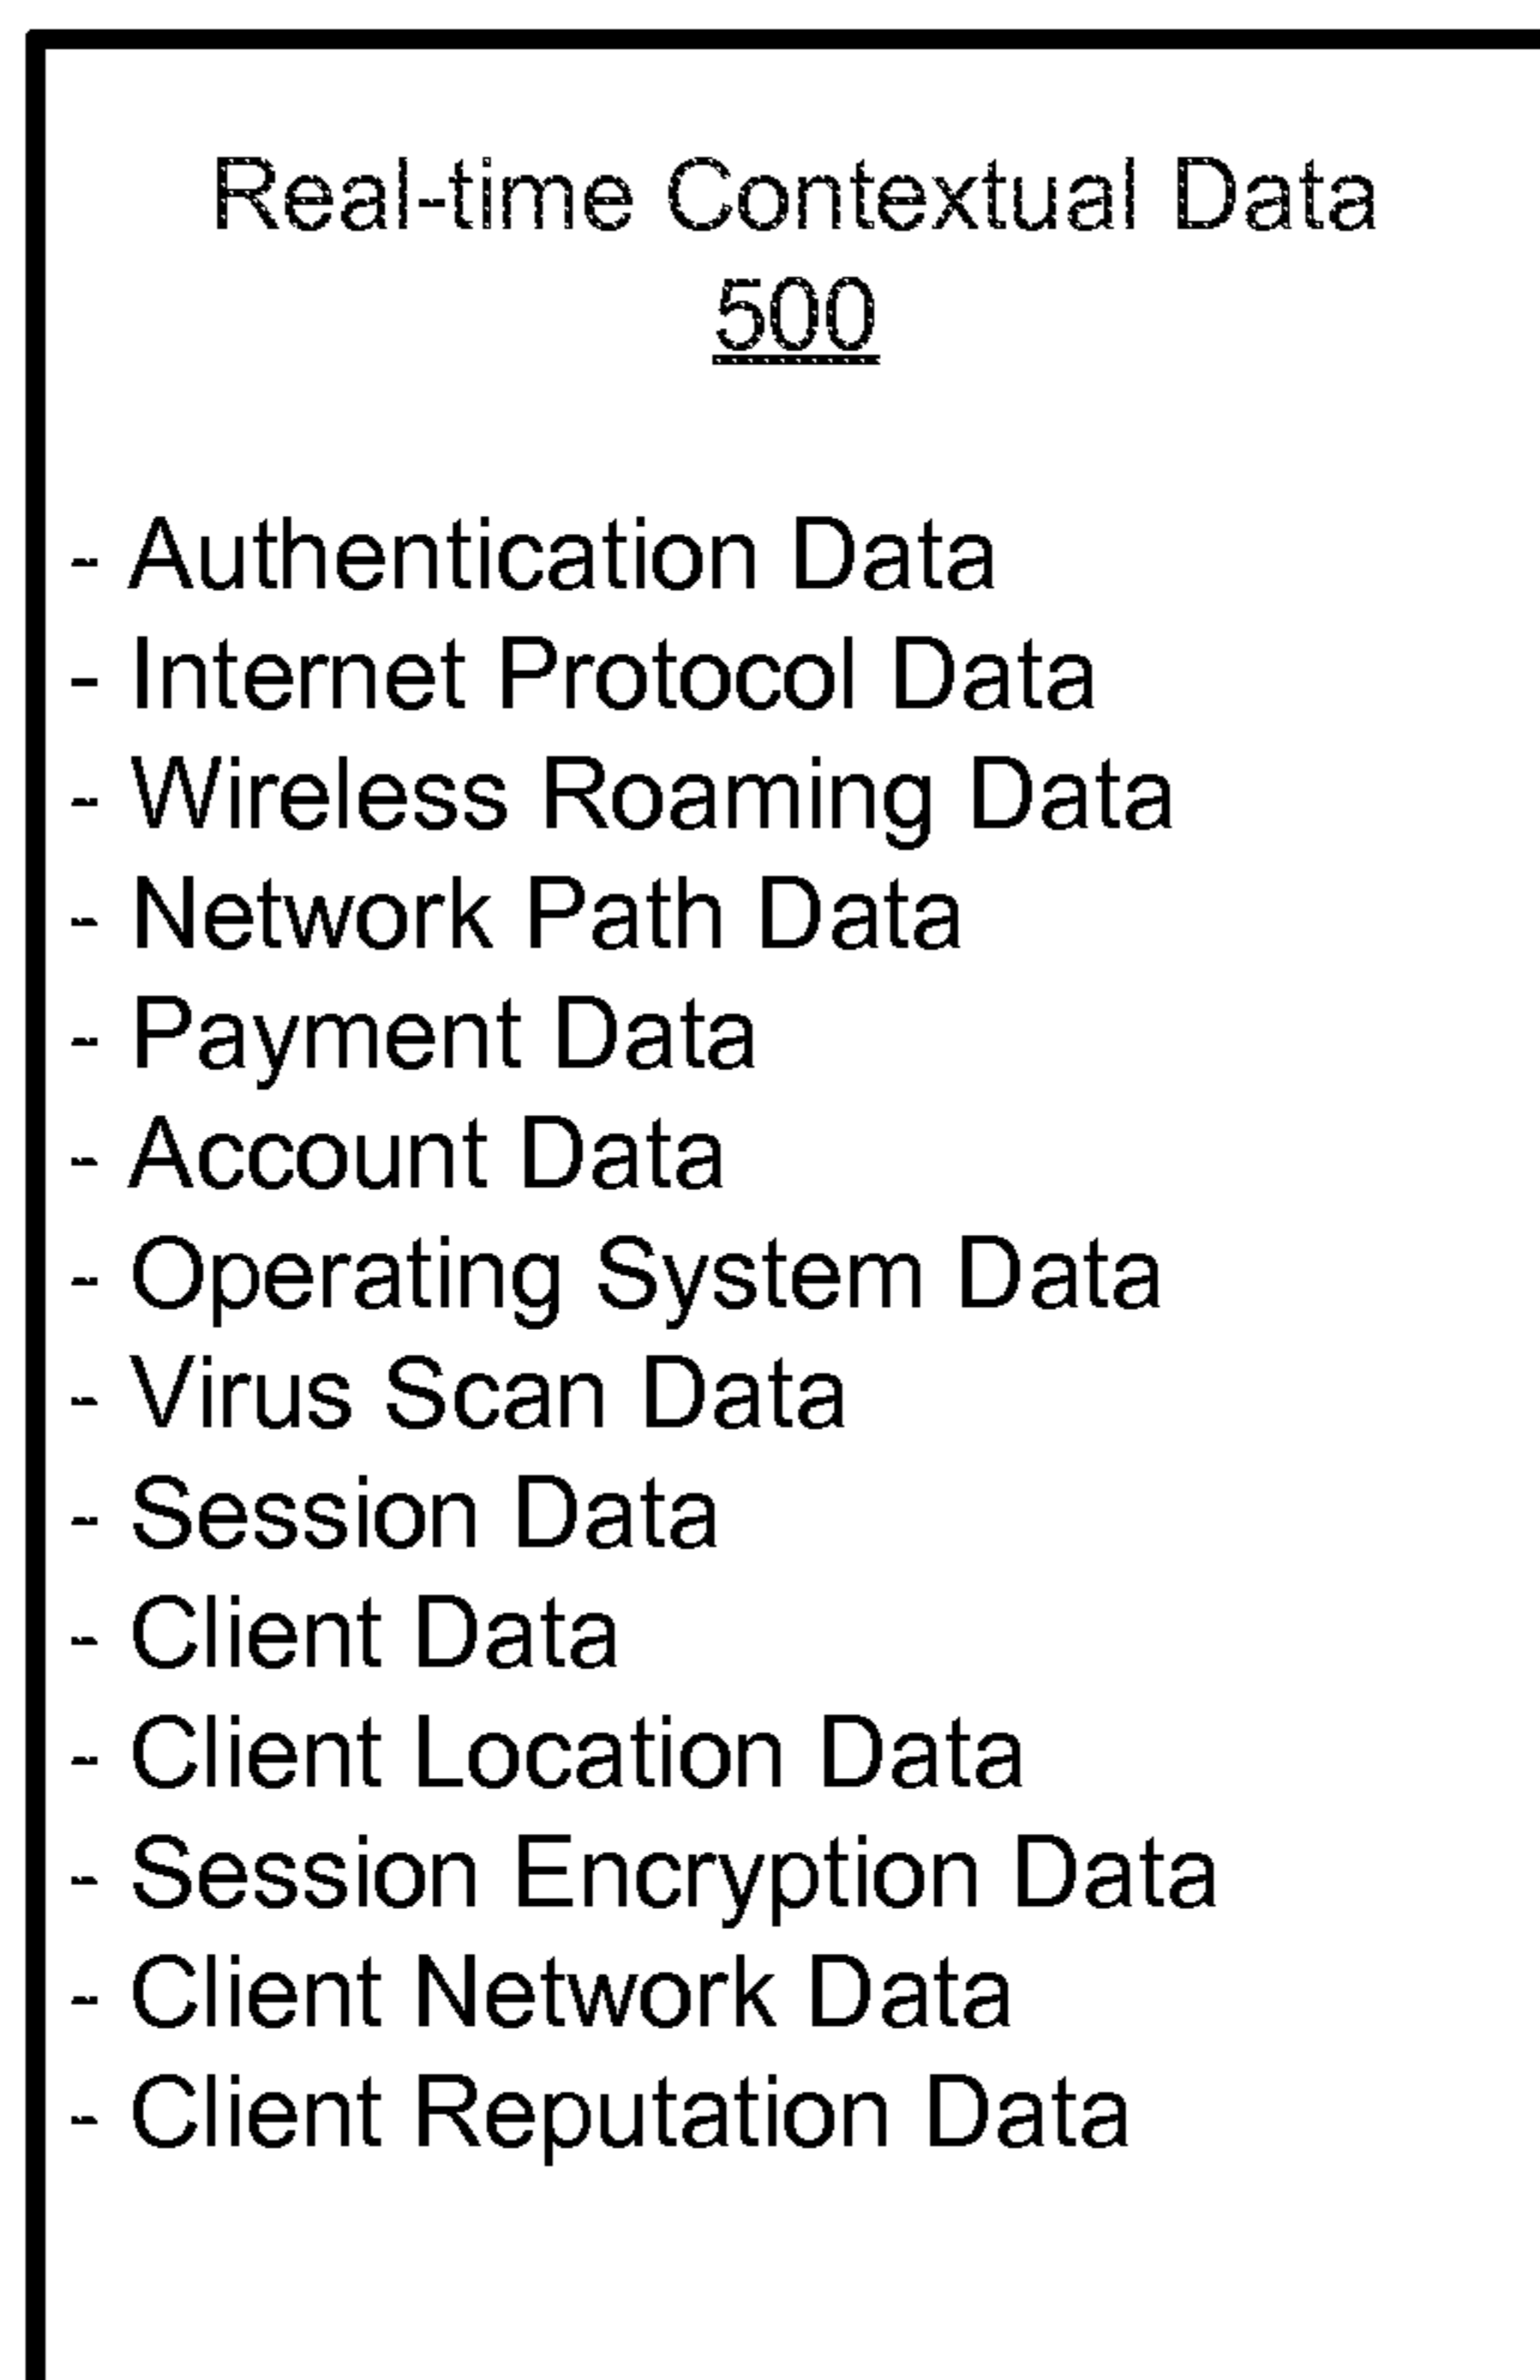 Real-time Contextual Data
500
- Authentication Data
- Internet Protocol Data
- Wireless Roaming Data
- Network Path Data
- Payment Data
- Account Data
- Operating System Data
- Virus Scan Data
- Session Data
- Client Data
- Client Location Data
- Session Encryption Data
- Client Network Data
- Client Reputation Data